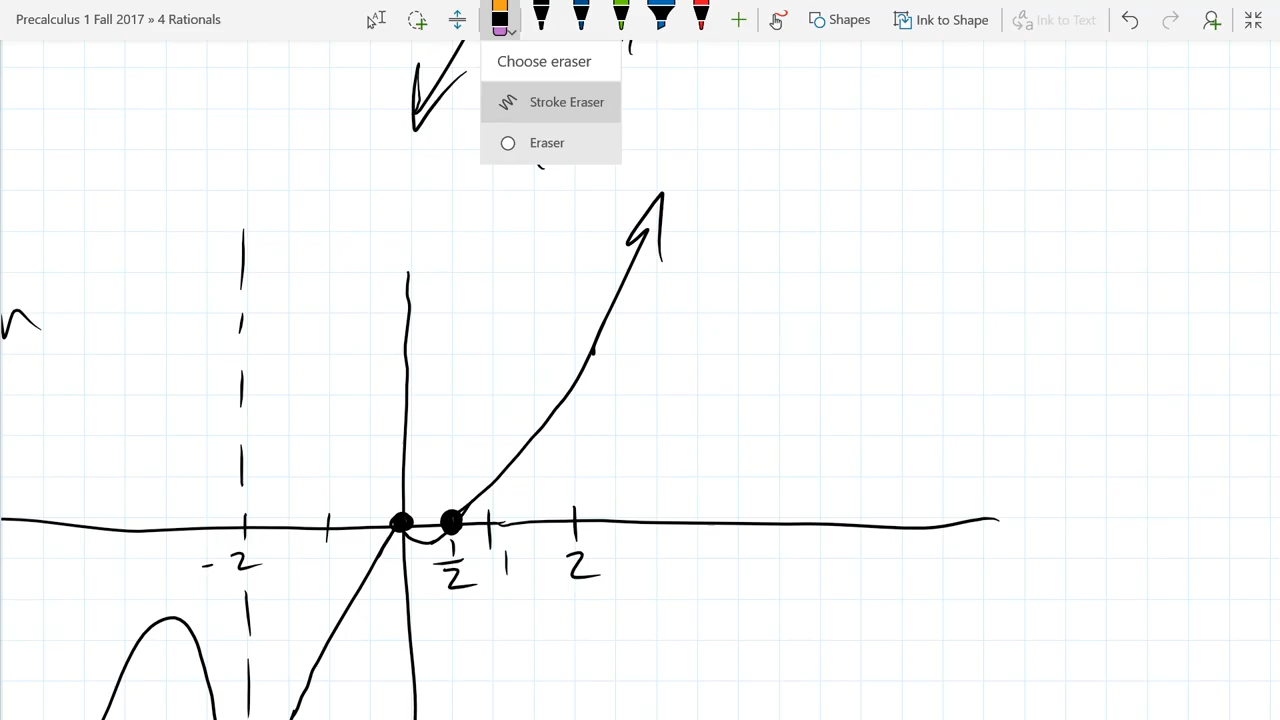 Precalculus 1 Fall 2017 » 4 Rationals
Shapes
Ink to Shape
Ink to Text
Choose eraser
Stroke Eraser
Eraser
-2
1/2
1
2